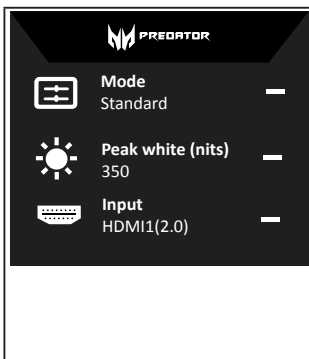 PREDATOR
Mode
Standard
Peak white (nits)
350
Input
HDMI1(2.0)